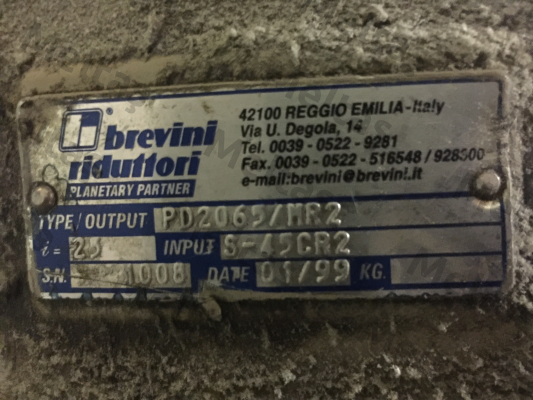 brevini
riduttori
PLANETARY PARTNER
42100 REGGIO EMILIA-Italy
Via U. Degola, 14
Tel. 0039 - 0522 - 9281
Fax. 0039 - 0522 - 516548 / 928300
e-mail:brevini@brevini.it
TYPE / OUTPUT PD2065/MR2
i = INPUT S-45CR2
S.N. 1008 DATE 01/99 KG.